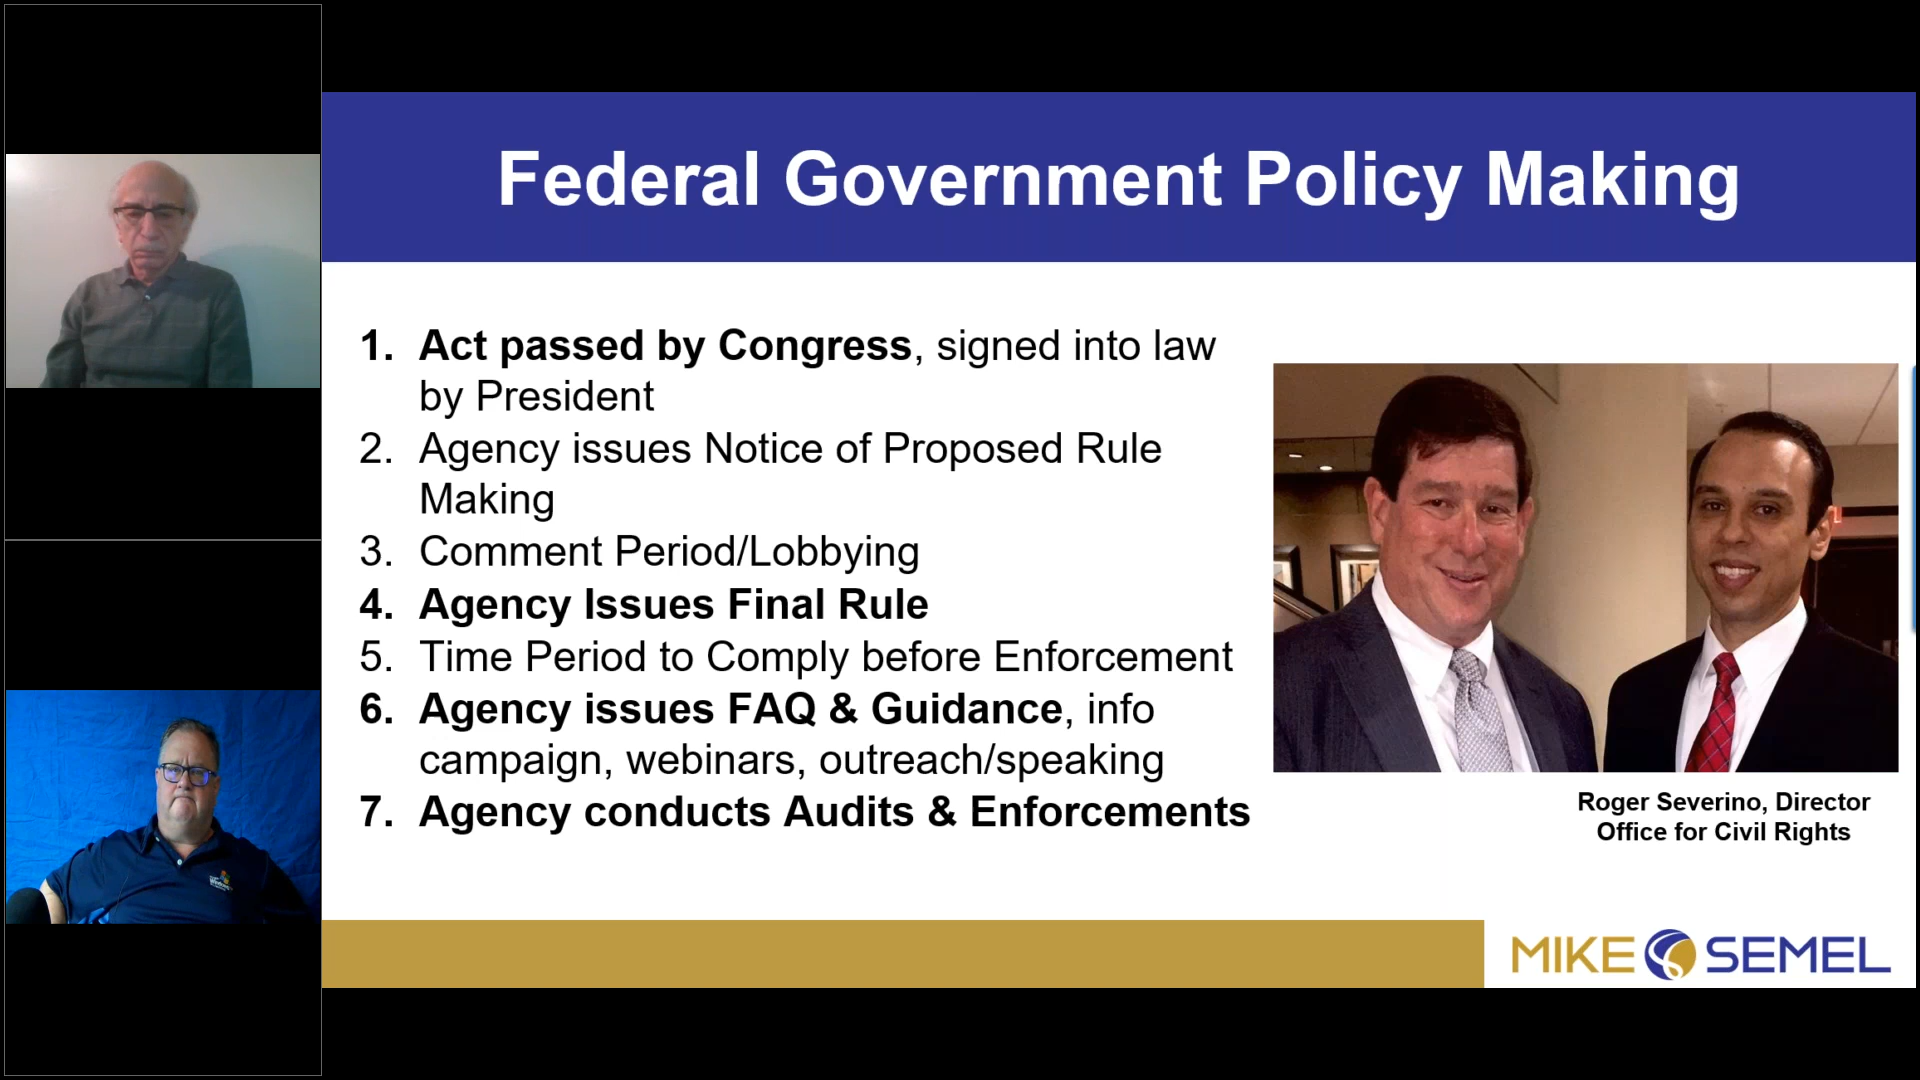 Federal Government Policy Making
1. Act passed by Congress, signed into law
by President
2. Agency issues Notice of Proposed Rule
Making
3. Comment Period/Lobbying
4. Agency Issues Final Rule
5. Time Period to Comply before Enforcement
6. Agency issues FAQ & Guidance, info
campaign, webinars, outreach/speaking
7. Agency conducts Audits & Enforcements
Roger Severino, Director
Office for Civil Rights
MIKE SEMEL